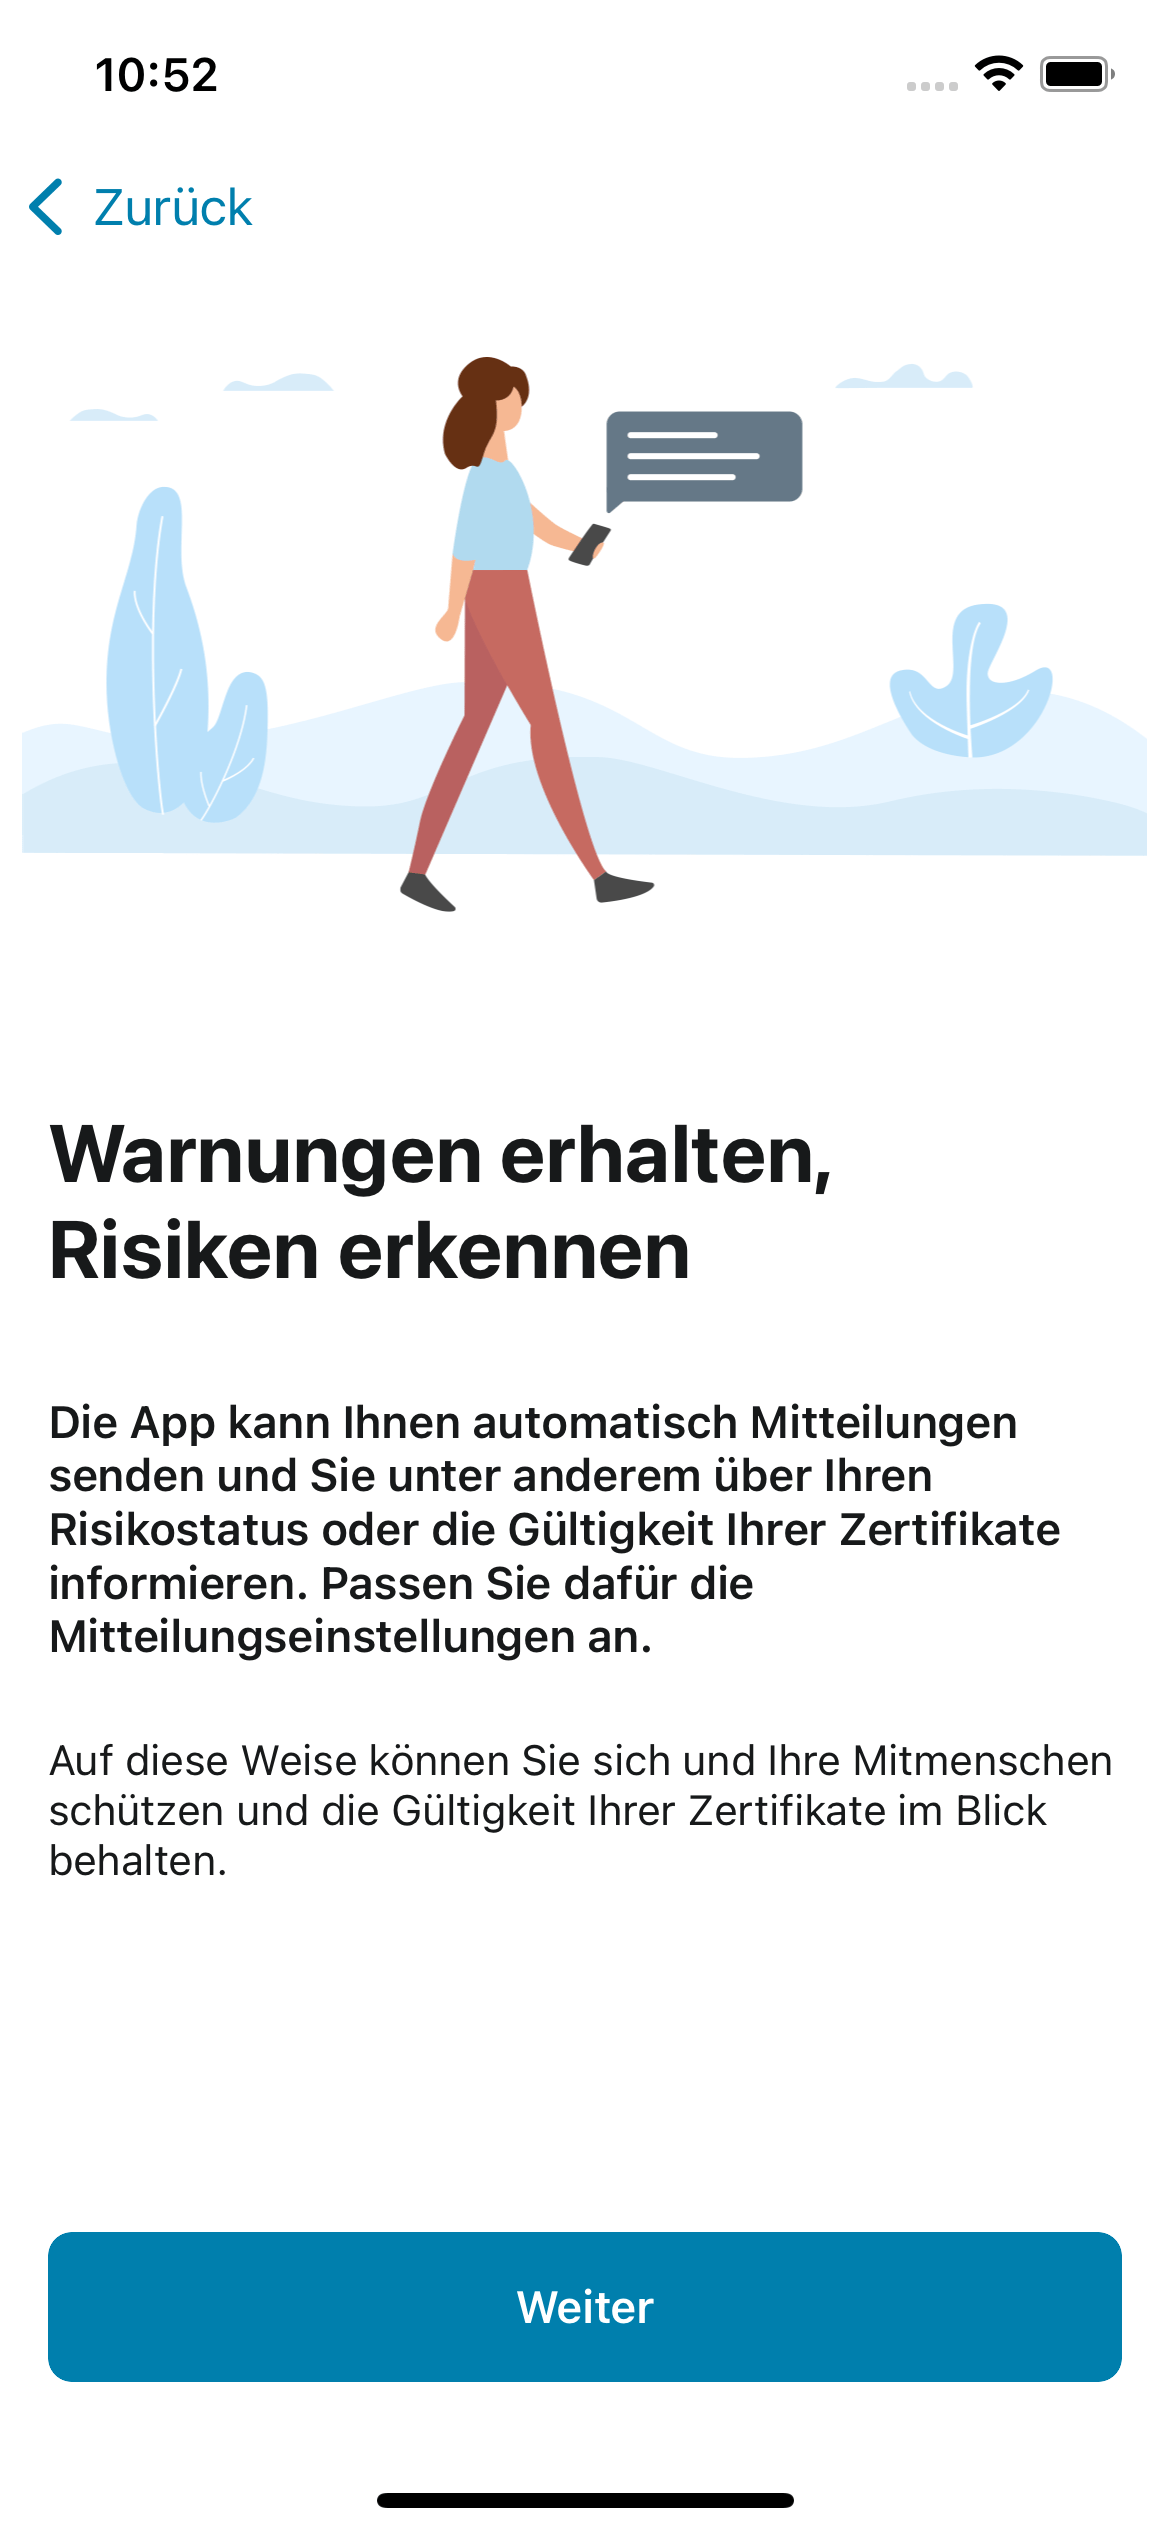 10:52
Zurück
Warnungen erhalten,
Risiken erkennen
Die App kann Ihnen automatisch Mitteilungen
senden und Sie unter anderem über Ihren
Risikostatus oder die Gültigkeit Ihrer Zertifikate
informieren. Passen Sie dafür die
Mitteilungseinstellungen an.
Auf diese Weise können Sie sich und Ihre Mitmenschen
schützen und die Gültigkeit Ihrer Zertifikate im Blick
behalten.
Weiter